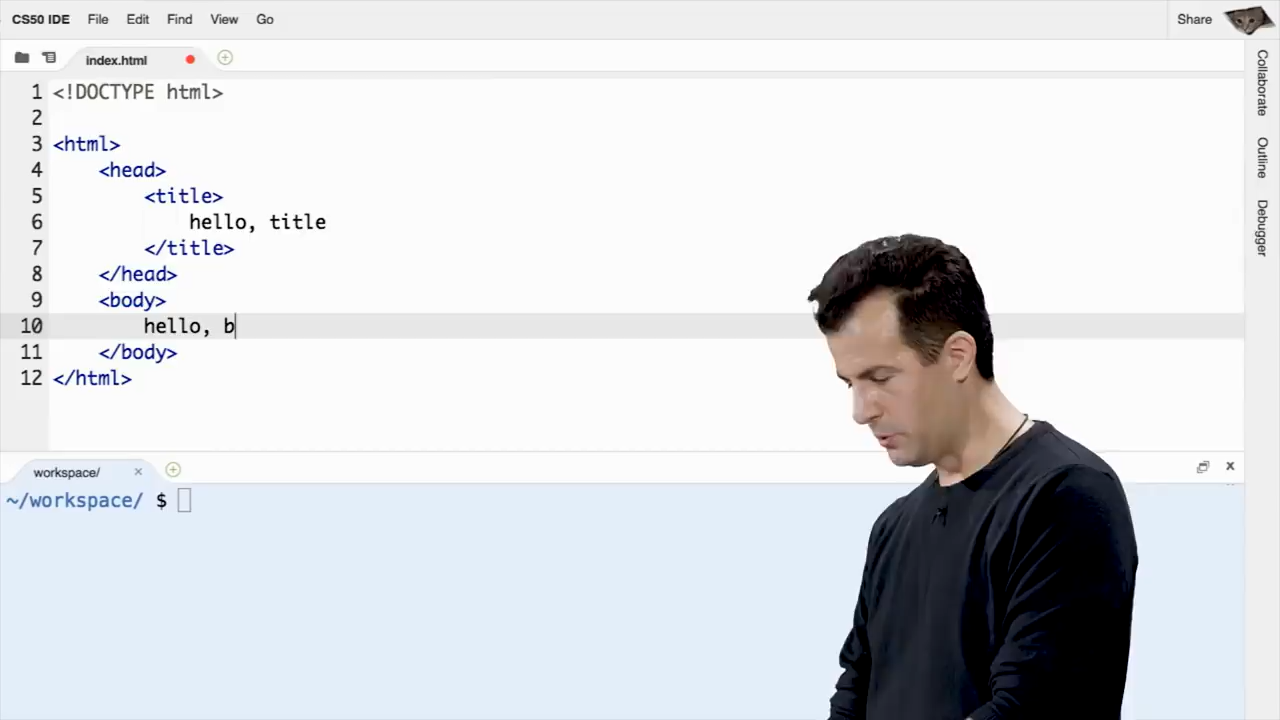 CS50 IDE File Edit Find View Go Share
index.html
1 <!DOCTYPE html>
2
3 <html>
4 <head>
5 <title>
6 hello, title
7 </title>
8 </head>
9 <body>
10 hello, b
11 </body>
12 </html>
workspace/
~/workspace/ $
Collaborate
Outline
Debugger